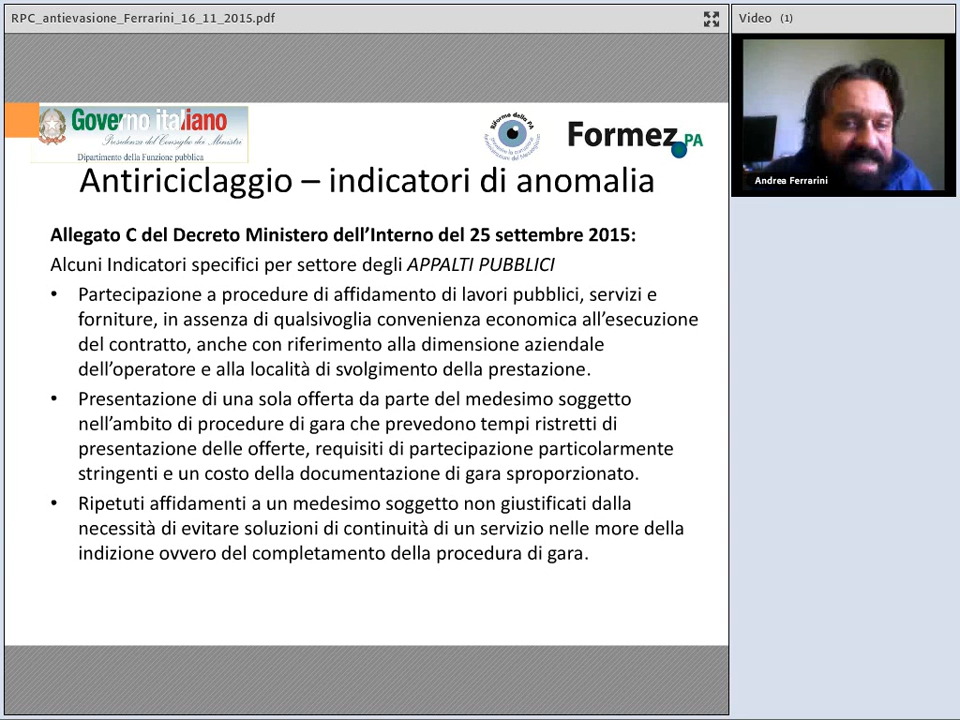 RPC_antievasione_Ferrarini_16_11_2015.pdf
Video (1)
Governo italiano
Presidenza del Consiglio dei Ministri
Dipartimento della Funzione pubblica
Riforme della PA
Formez PA
Andrea Ferrarini
Antiriciclaggio – indicatori di anomalia
Allegato C del Decreto Ministero dell’Interno del 25 settembre 2015:
Alcuni Indicatori specifici per settore degli APPALTI PUBBLICI
• Partecipazione a procedure di affidamento di lavori pubblici, servizi e
forniture, in assenza di qualsivoglia convenienza economica all’esecuzione
del contratto, anche con riferimento alla dimensione aziendale
dell’operatore e alla località di svolgimento della prestazione.
• Presentazione di una sola offerta da parte del medesimo soggetto
nell’ambito di procedure di gara che prevedono tempi ristretti di
presentazione delle offerte, requisiti di partecipazione particolarmente
stringenti e un costo della documentazione di gara sproporzionato.
• Ripetuti affidamenti a un medesimo soggetto non giustificati dalla
necessità di evitare soluzioni di continuità di un servizio nelle more della
indizione ovvero del completamento della procedura di gara.